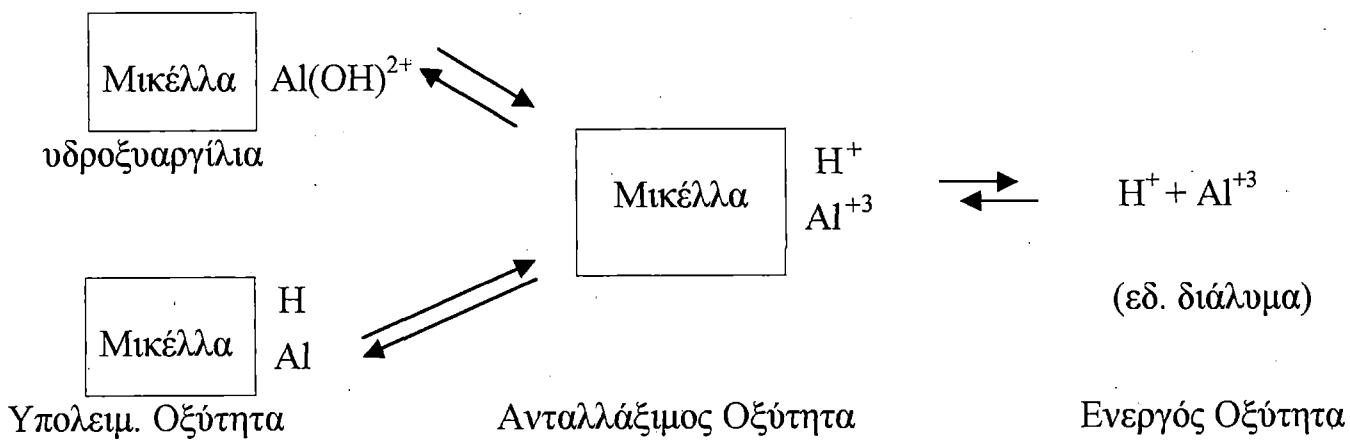 Μικέλλα Al(OH)²⁺
υδροξυαργίλια
Μικέλλα H⁺
Al⁺³
H⁺ + Al⁺³
(εδ. διάλυμα)
Μικέλλα H
Al
Υπολειμ. Οξύτητα Ανταλλάξιμος Οξύτητα Ενεργός Οξύτητα